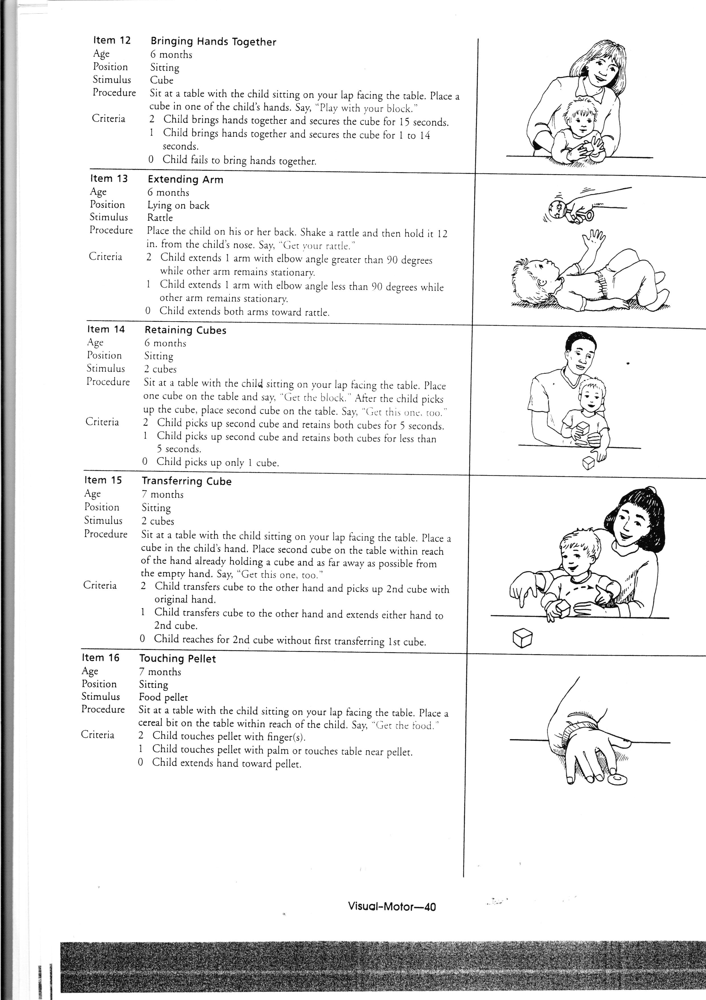 Item 12 Bringing Hands Together
Age 6 months
Position Sitting
Stimulus Cube
Procedure Sit at a table with the child sitting on your lap facing the table. Place a
cube in one of the child's hands. Say, "Play with your block."
Criteria 2 Child brings hands together and secures the cube for 15 seconds.
1 Child brings hands together and secures the cube for 1 to 14
seconds.
0 Child fails to bring hands together.
Item 13 Extending Arm
Age 6 months
Position Lying on back
Stimulus Rattle
Procedure Place the child on his or her back. Shake a rattle and then hold it 12
in. from the child's nose. Say, "Get your rattle."
Criteria 2 Child extends 1 arm with elbow angle greater than 90 degrees
while other arm remains stationary.
1 Child extends 1 arm with elbow angle less than 90 degrees while
other arm remains stationary.
0 Child extends both arms toward rattle.
Item 14 Retaining Cubes
Age 6 months
Position Sitting
Stimulus 2 cubes
Procedure Sit at a table with the child sitting on your lap facing the table. Place
one cube on the table and say, "Get the block." After the child picks
up the cube, place second cube on the table. Say, "Get this one, too."
Criteria 2 Child picks up second cube and retains both cubes for 5 seconds.
1 Child picks up second cube and retains both cubes for less than
5 seconds.
0 Child picks up only 1 cube.
Item 15 Transferring Cube
Age 7 months
Position Sitting
Stimulus 2 cubes
Procedure Sit at a table with the child sitting on your lap facing the table. Place a
cube in the child's hand. Place second cube on the table within reach
of the hand already holding a cube and as far away as possible from
the empty hand. Say, "Get this one, too."
Criteria 2 Child transfers cube to the other hand and picks up 2nd cube with
original hand.
1 Child transfers cube to the other hand and extends either hand to
2nd cube.
0 Child reaches for 2nd cube without first transferring 1st cube.
Item 16 Touching Pellet
Age 7 months
Position Sitting
Stimulus Food pellet
Procedure Sit at a table with the child sitting on your lap facing the table. Place a
cereal bit on the table within reach of the child. Say, "Get the food."
Criteria 2 Child touches pellet with finger(s).
1 Child touches pellet with palm or touches table near pellet.
0 Child extends hand toward pellet.
Visual-Motor—40